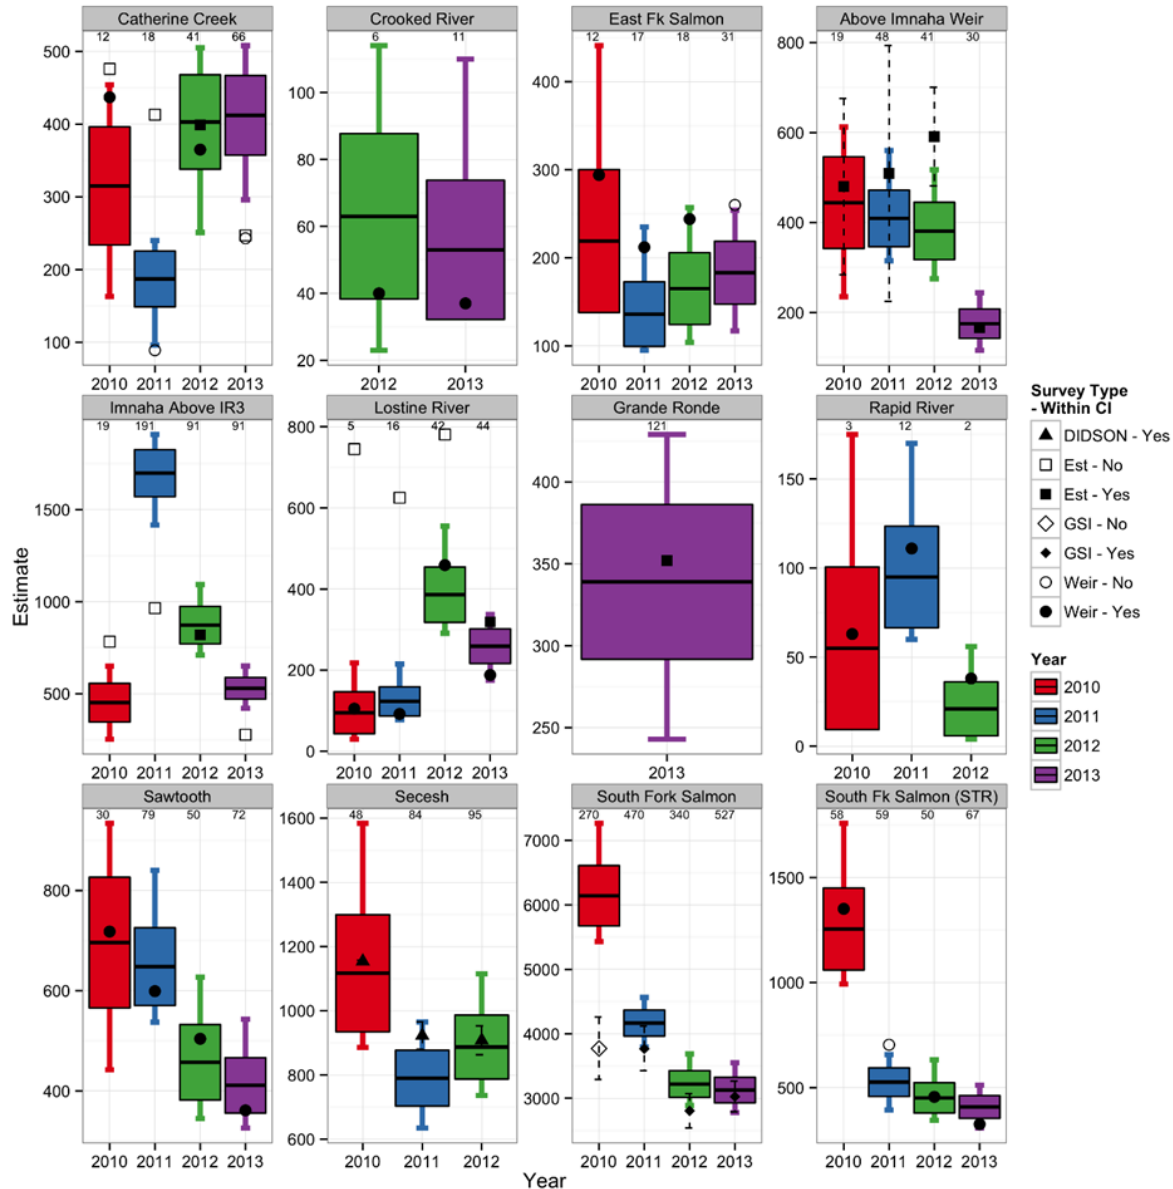 Catherine Creek
Crooked River
East Fk Salmon
Above Imnaha Weir
12 18 41 66
6 11
12 17 18 31
19 48 41 30
500
400
300
200
100
100
80
60
40
20
400
300
200
100
800
600
400
200
2010 2011 2012 2013
2012 2013
2010 2011 2012 2013
2010 2011 2012 2013
Imnaha Above IR3
Lostine River
Grande Ronde
Rapid River
19 191 91 91
5 16 42 44
121
3 12 2
1500
1000
500
800
600
400
200
0
400
350
300
250
150
100
50
0
2010 2011 2012 2013
2010 2011 2012 2013
2013
2010 2011 2012
Sawtooth
Secesh
South Fork Salmon
South Fk Salmon (STR)
30 79 50 72
48 84 95
270 470 340 527
58 59 50 67
800
600
400
1600
1400
1200
1000
800
600
7000
6000
5000
4000
3000
1500
1000
500
2010 2011 2012 2013
2010 2011 2012
2010 2011 2012 2013
2010 2011 2012 2013
Estimate
Year
Survey Type
- Within CI
DIDSON - Yes
Est - No
Est - Yes
GSI - No
GSI - Yes
Weir - No
Weir - Yes
Year
2010
2011
2012
2013